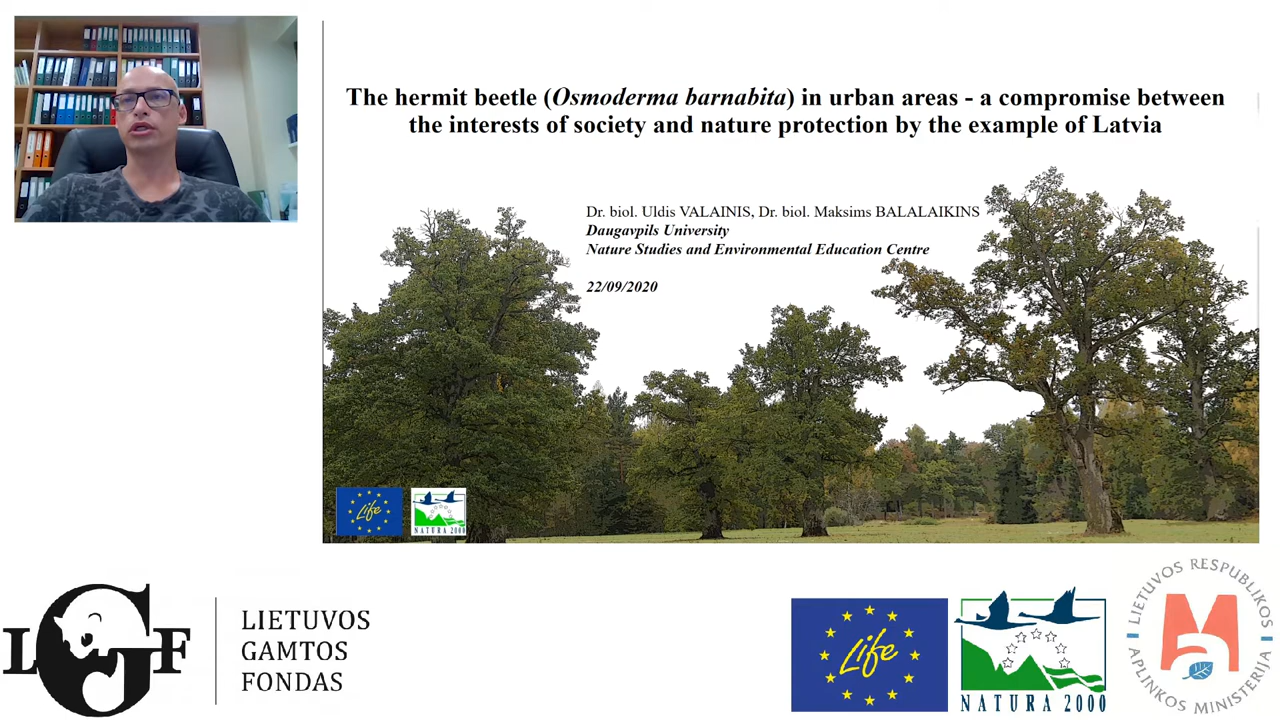 The hermit beetle (Osmoderma barnabita) in urban areas - a compromise between
the interests of society and nature protection by the example of Latvia
Dr. biol. Uldis VALAINIS, Dr. biol. Maksims BALALAIKINS
Daugavpils University
Nature Studies and Environmental Education Centre
22/09/2020
Life
NATURA 2000
LGF
LIETUVOS
GAMTOS
FONDAS
Life
NATURA 2000
LIETUVOS RESPUBLIKOS
APLINKOS MINISTERIJA